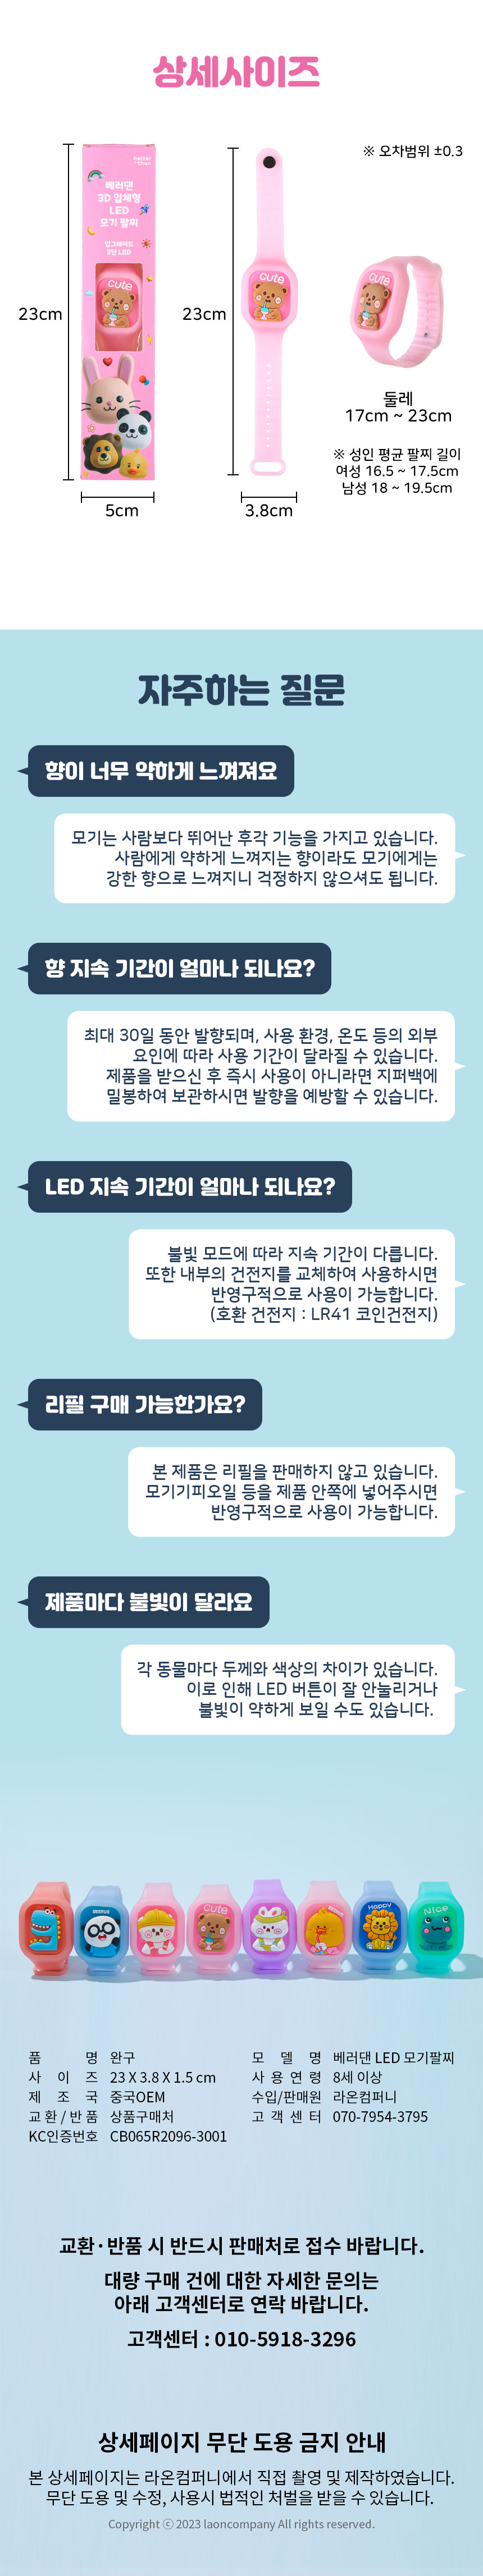 상세사이즈
※ 오차범위 ±0.3
better
than
베러댄
3D 입체형
LED
모기 팔찌
업그레이드
3단 LED
cute
23cm
5cm
23cm
cute
3.8cm
cute
둘레
17cm ~ 23cm
※ 성인 평균 팔찌 길이
여성 16.5 ~ 17.5cm
남성 18 ~ 19.5cm
자주하는 질문
향이 너무 약하게 느껴져요
모기는 사람보다 뛰어난 후각 기능을 가지고 있습니다.
사람에게 약하게 느껴지는 향이라도 모기에게는
강한 향으로 느껴지니 걱정하지 않으셔도 됩니다.
향 지속 기간이 얼마나 되나요?
최대 30일 동안 발향되며, 사용 환경, 온도 등의 외부
요인에 따라 사용 기간이 달라질 수 있습니다.
제품을 받으신 후 즉시 사용이 아니라면 지퍼백에
밀봉하여 보관하시면 발향을 예방할 수 있습니다.
LED 지속 기간이 얼마나 되나요?
불빛 모드에 따라 지속 기간이 다릅니다.
또한 내부의 건전지를 교체하여 사용하시면
반영구적으로 사용이 가능합니다.
(호환 건전지 : LR41 코인건전지)
리필 구매 가능한가요?
본 제품은 리필을 판매하지 않고 있습니다.
모기기피오일 등을 제품 안쪽에 넣어주시면
반영구적으로 사용이 가능합니다.
제품마다 불빛이 달라요
각 동물마다 두께와 색상의 차이가 있습니다.
이로 인해 LED 버튼이 잘 안눌리거나
불빛이 약하게 보일 수도 있습니다.
cute
Happy
Nice
품 명 완구
사 이 즈 23 X 3.8 X 1.5 cm
제 조 국 중국OEM
교 환 / 반 품 상품구매처
KC인증번호 CB065R2096-3001
모 델 명 베러댄 LED 모기팔찌
사 용 연 령 8세 이상
수입/판매원 라온컴퍼니
고 객 센 터 070-7954-3795
교환·반품 시 반드시 판매처로 접수 바랍니다.
대량 구매 건에 대한 자세한 문의는
아래 고객센터로 연락 바랍니다.
고객센터 : 010-5918-3296
상세페이지 무단 도용 금지 안내
본 상세페이지는 라온컴퍼니에서 직접 촬영 및 제작하였습니다.
무단 도용 및 수정, 사용시 법적인 처벌을 받을 수 있습니다.
Copyright ⓒ 2023 laoncompany All rights reserved.